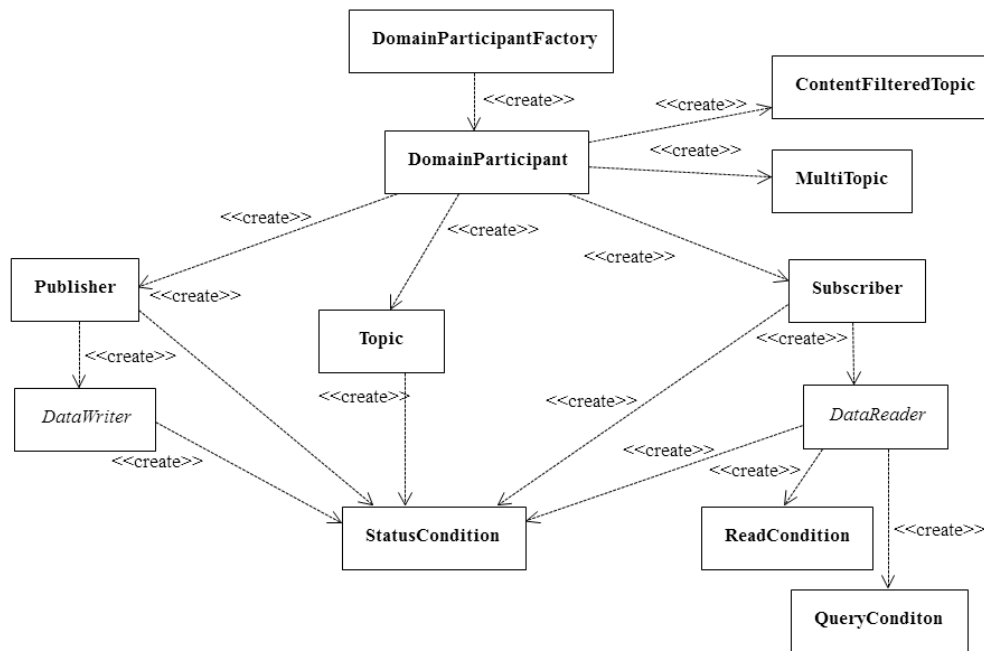 DomainParticipantFactory
<<create>>
ContentFilteredTopic
<<create>>
DomainParticipant
<<create>>
MultiTopic
<<create>>
<<create>>
<<create>>
Publisher
<<create>>
Subscriber
Topic
<<create>>
<<create>>
<<create>>
<<create>>
DataWriter
DataReader
<<create>>
<<create>>
<<create>>
<<create>>
StatusCondition
ReadCondition
<<create>>
QueryConditon